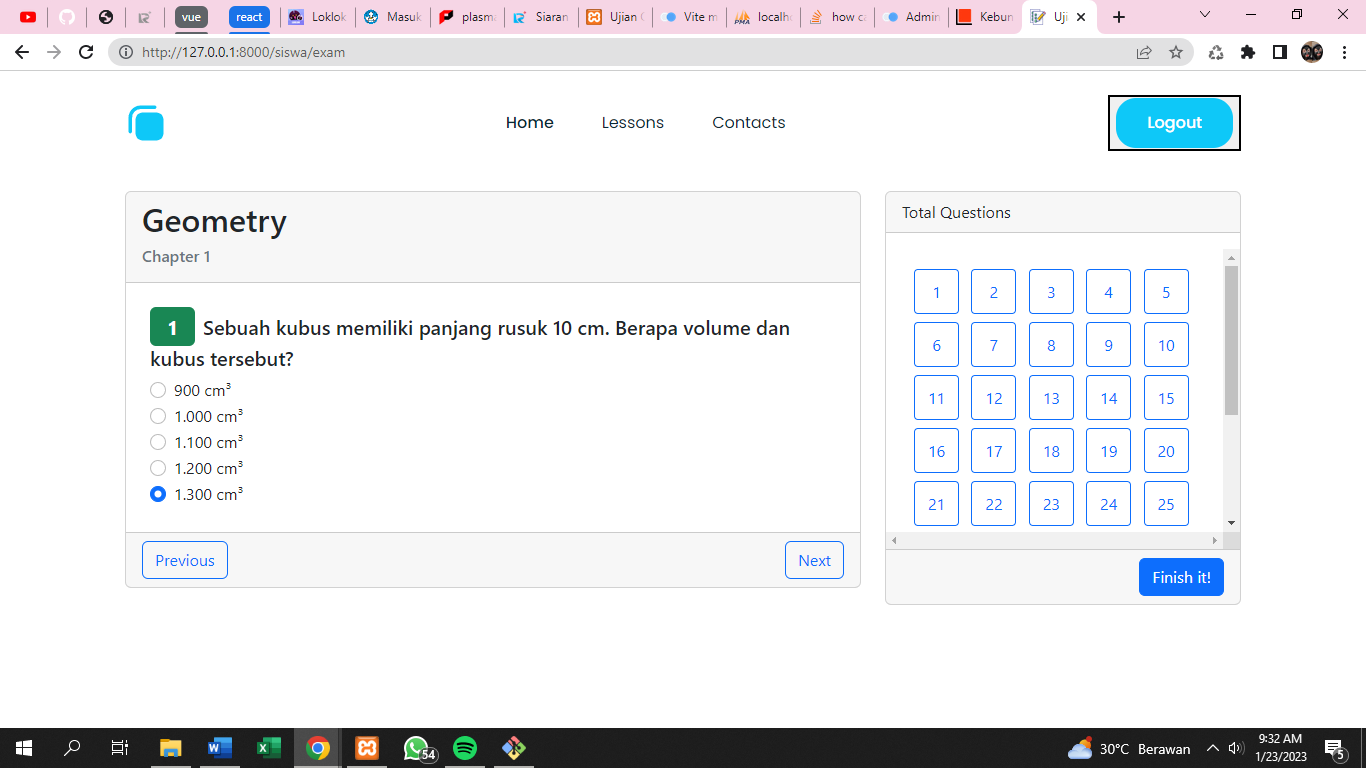 vue
react
Loklok
Masuk
plasma
Siaran
Ujian
Vite m
localho
how ca
Admin
Kebun
Uji
http://127.0.0.1:8000/siswa/exam
Home
Lessons
Contacts
Logout
Geometry
Chapter 1
1 Sebuah kubus memiliki panjang rusuk 10 cm. Berapa volume dan
kubus tersebut?
900 cm³
1.000 cm³
1.100 cm³
1.200 cm³
1.300 cm³
Previous
Next
Total Questions
1 2 3 4 5
6 7 8 9 10
11 12 13 14 15
16 17 18 19 20
21 22 23 24 25
Finish it!
54
30°C Berawan
9:32 AM
1/23/2023
5